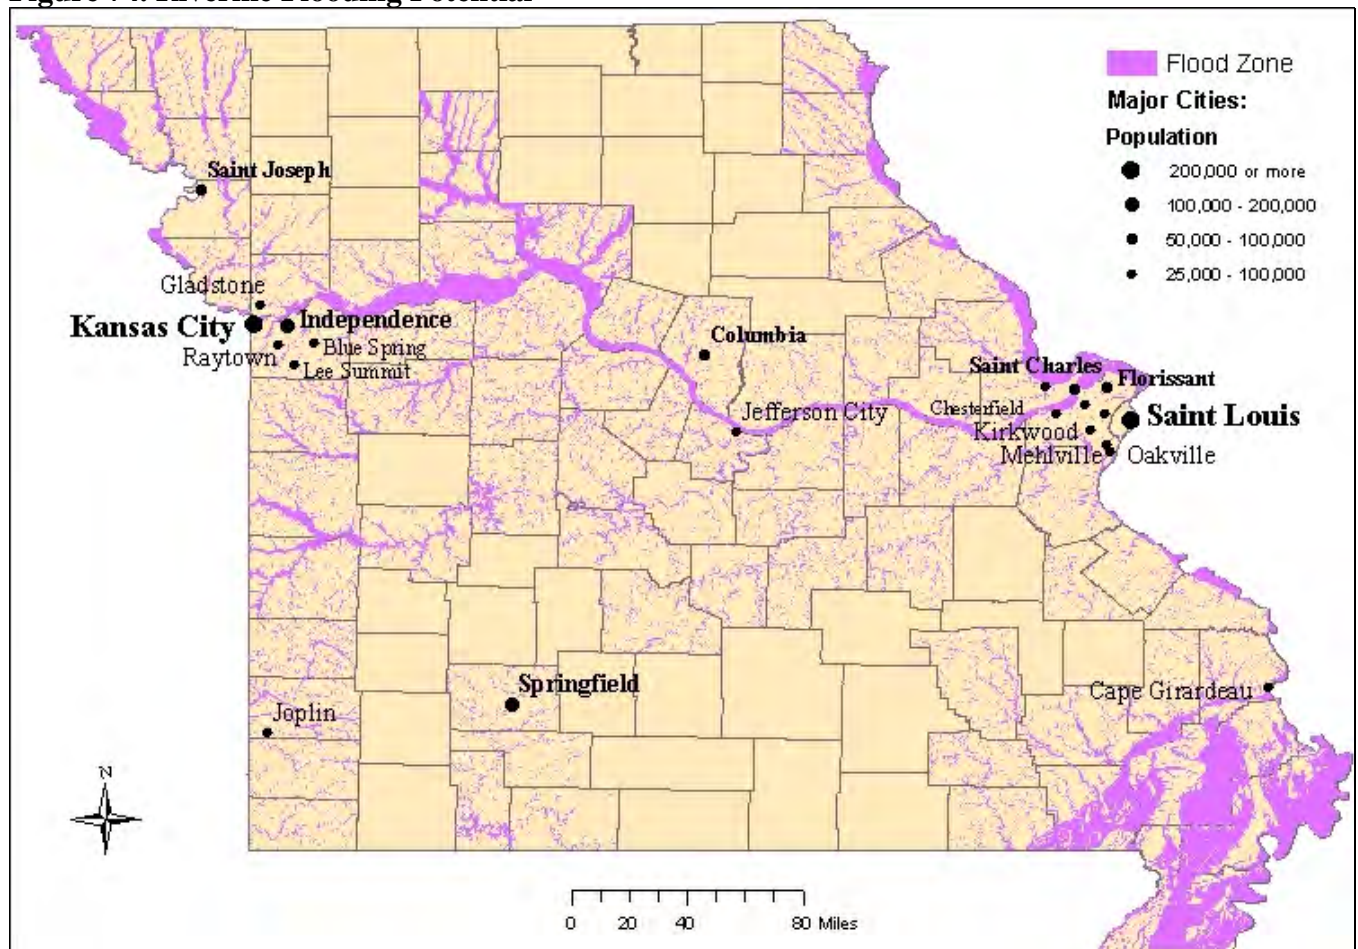 Flood Zone
Major Cities:
Population
200,000 or more
100,000 - 200,000
50,000 - 100,000
25,000 - 100,000
Saint Joseph
Gladstone
Kansas City
Independence
Raytown
Blue Spring
Lee Summit
Columbia
Jefferson City
Saint Charles
Florissant
Chesterfield
Saint Louis
Kirkwood
Mehlville
Oakville
Springfield
Joplin
Cape Girardeau
N
0 20 40 80 Miles